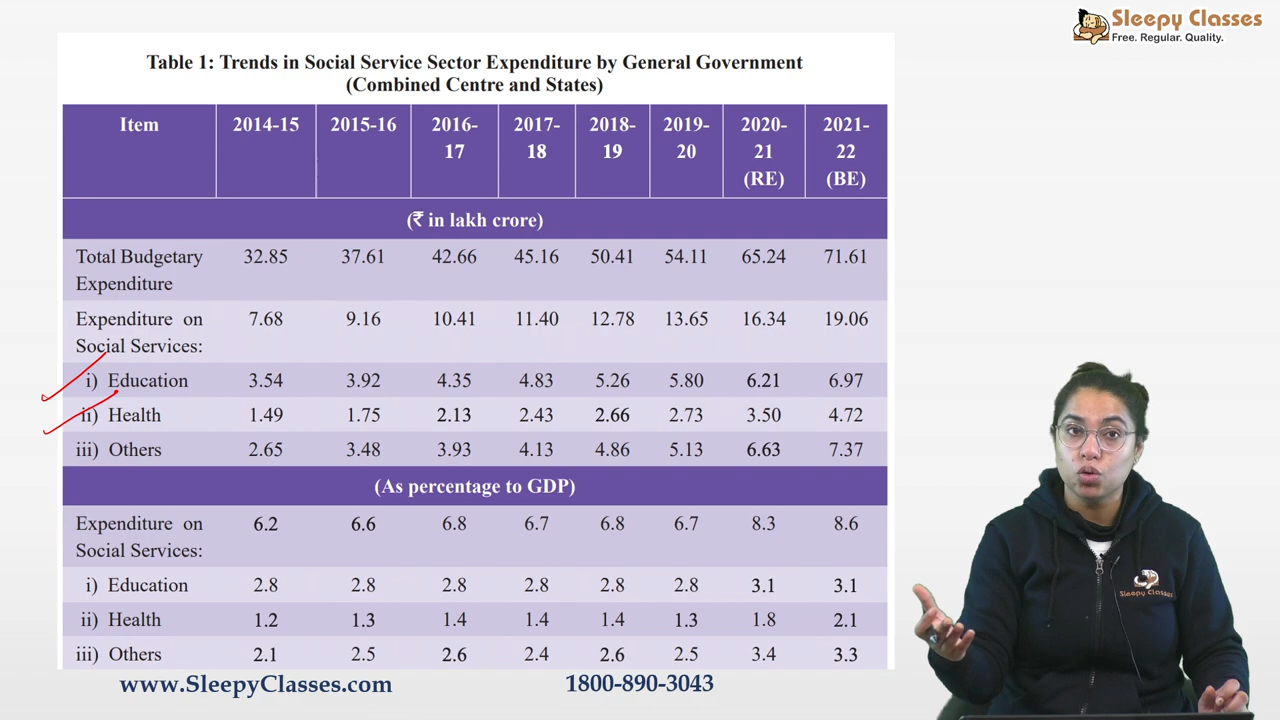 Sleepy Classes
Free. Regular. Quality.
Table 1: Trends in Social Service Sector Expenditure by General Government
(Combined Centre and States)
Item 2014-15 2015-16 2016-17 2017-18 2018-19 2019-20 2020-21 (RE) 2021-22 (BE)
(₹ in lakh crore)
Total Budgetary Expenditure 32.85 37.61 42.66 45.16 50.41 54.11 65.24 71.61
Expenditure on Social Services: 7.68 9.16 10.41 11.40 12.78 13.65 16.34 19.06
i) Education 3.54 3.92 4.35 4.83 5.26 5.80 6.21 6.97
ii) Health 1.49 1.75 2.13 2.43 2.66 2.73 3.50 4.72
iii) Others 2.65 3.48 3.93 4.13 4.86 5.13 6.63 7.37
(As percentage to GDP)
Expenditure on Social Services: 6.2 6.6 6.8 6.7 6.8 6.7 8.3 8.6
i) Education 2.8 2.8 2.8 2.8 2.8 2.8 3.1 3.1
ii) Health 1.2 1.3 1.4 1.4 1.4 1.3 1.8 2.1
iii) Others 2.1 2.5 2.6 2.4 2.6 2.5 3.4 3.3
Sleepy Classes
www.SleepyClasses.com 1800-890-3043